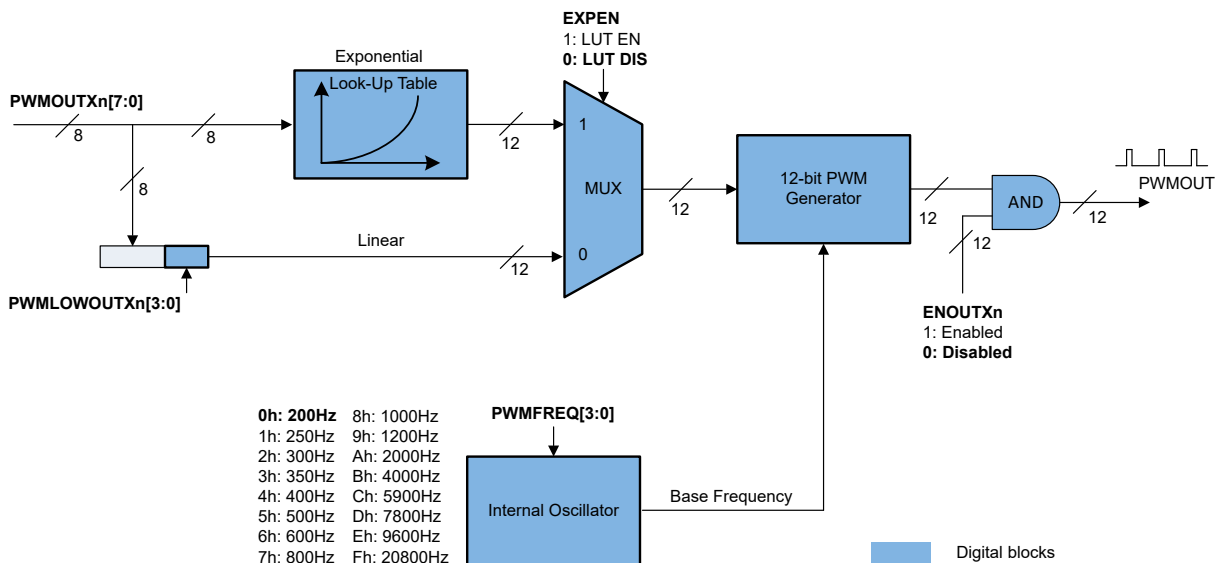 EXPEN
1: LUT EN
0: LUT DIS
Exponential
Look-Up Table
PWMOUTXn[7:0]
8
8
12
1
8
MUX
12
12-bit PWM
Generator
12
AND
12
PWMOUT
12
Linear
12
0
PWMLOWOUTXn[3:0]
ENOUTXn
1: Enabled
0: Disabled
0h: 200Hz 8h: 1000Hz
1h: 250Hz 9h: 1200Hz
2h: 300Hz Ah: 2000Hz
3h: 350Hz Bh: 4000Hz
4h: 400Hz Ch: 5900Hz
5h: 500Hz Dh: 7800Hz
6h: 600Hz Eh: 9600Hz
7h: 800Hz Fh: 20800Hz
PWMFREQ[3:0]
Internal Oscillator
Base Frequency
Digital blocks